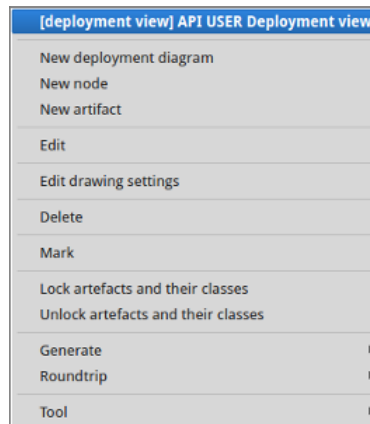 [deployment view] API USER Deployment view
New deployment diagram
New node
New artifact
Edit
Edit drawing settings
Delete
Mark
Lock artefacts and their classes
Unlock artefacts and their classes
Generate
Roundtrip
Tool